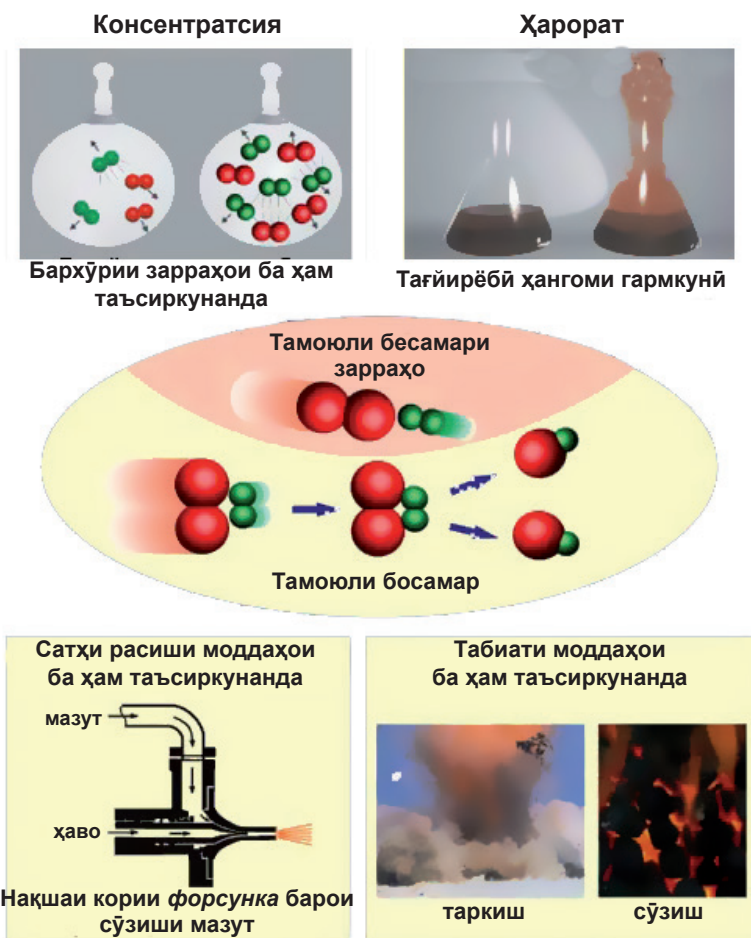 Консентратсия
Ҳарорат
Бархӯрии зарраҳои ба ҳам
таъсиркунанда
Тағйирёбӣ ҳангоми гармкунӣ
Тамоюли бесамари
зарраҳо
Тамоюли босамар
Сатҳи расиши моддаҳои
ба ҳам таъсиркунанда
мазут
ҳаво
Нақшаи кории форсунка барои
сӯзиши мазут
Табиати моддаҳои
ба ҳам таъсиркунанда
таркиш
сӯзиш